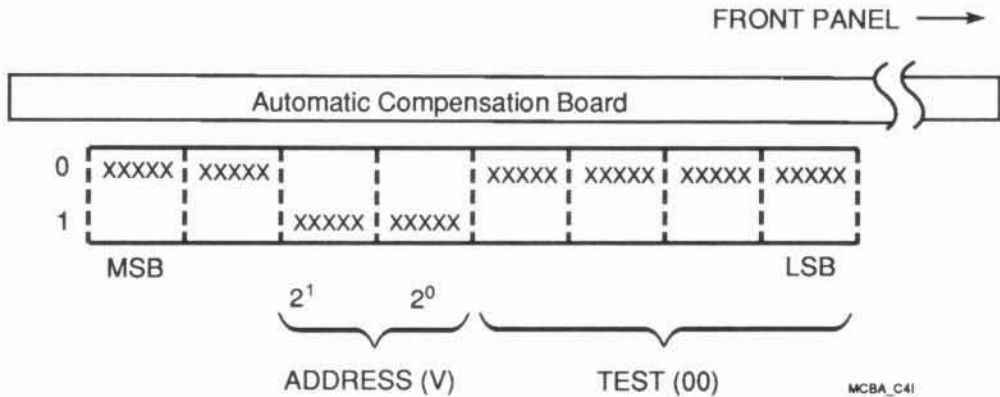 FRONT PANEL
Automatic Compensation Board
0 XXXXX XXXXX XXXXX XXXXX XXXXX XXXXX
1 XXXXX XXXXX
MSB LSB
2¹ 2⁰
ADDRESS (V) TEST (00)
MCBA_C4I